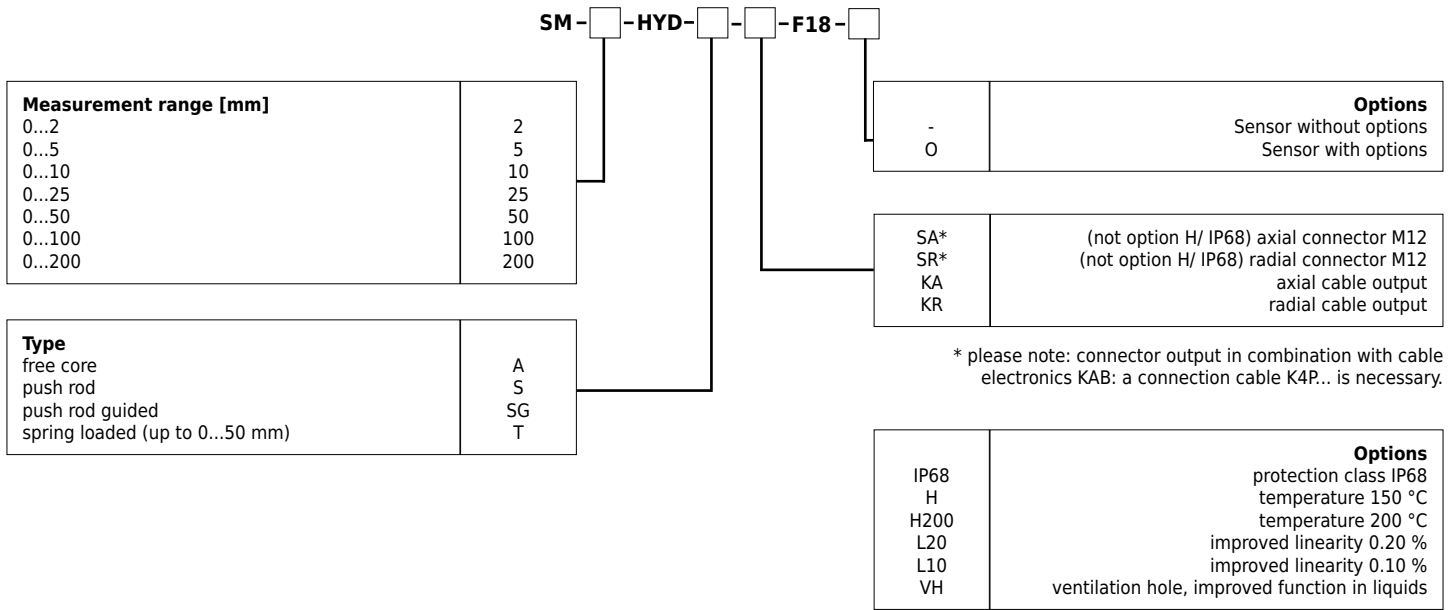 SM – – HYD – – – F18 –
Measurement range [mm]
0...2 2
0...5 5
0...10 10
0...25 25
0...50 50
0...100 100
0...200 200
Type
free core A
push rod S
push rod guided SG
spring loaded (up to 0...50 mm) T
Options
- Sensor without options
O Sensor with options
SA* (not option H/ IP68) axial connector M12
SR* (not option H/ IP68) radial connector M12
KA axial cable output
KR radial cable output
* please note: connector output in combination with cable
electronics KAB: a connection cable K4P... is necessary.
Options
IP68 protection class IP68
H temperature 150 °C
H200 temperature 200 °C
L20 improved linearity 0.20 %
L10 improved linearity 0.10 %
VH ventilation hole, improved function in liquids